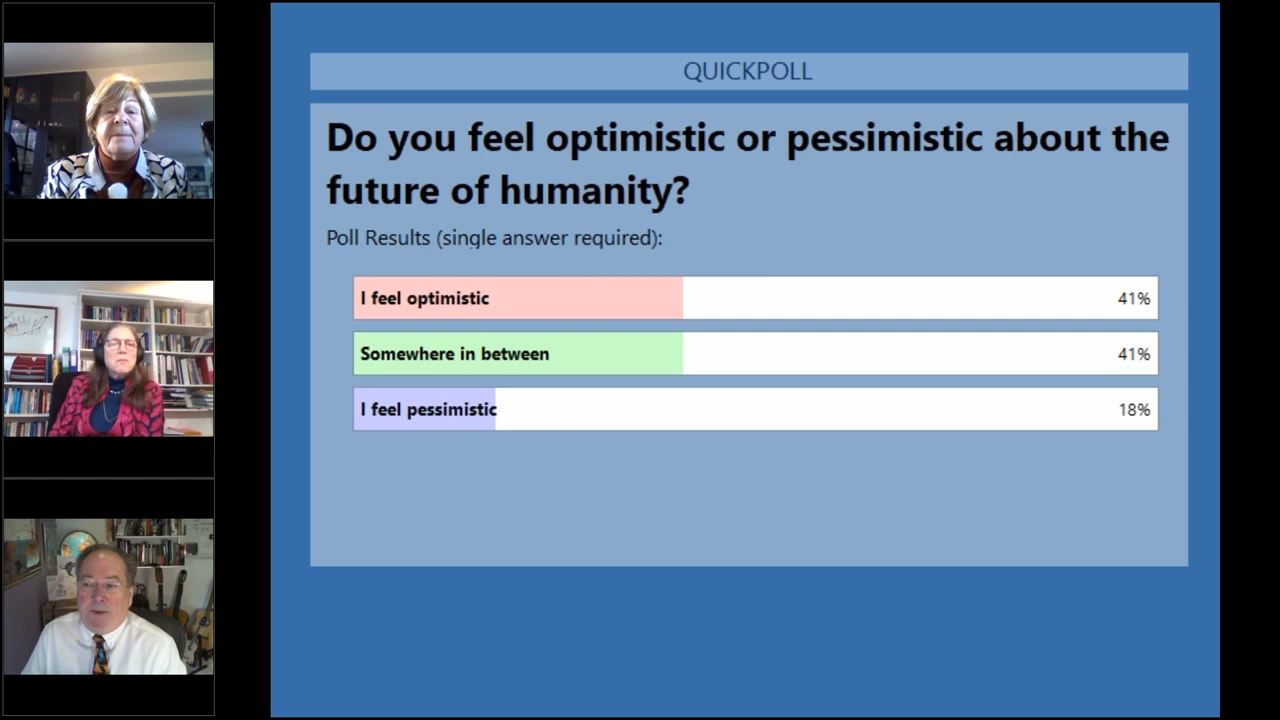 QUICKPOLL
Do you feel optimistic or pessimistic about the
future of humanity?
Poll Results (single answer required):
I feel optimistic 41%
Somewhere in between 41%
I feel pessimistic 18%